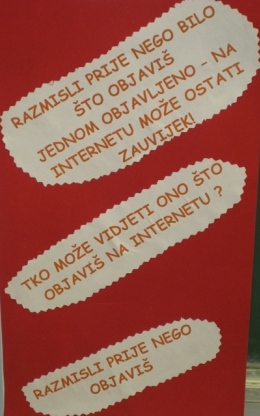 RAZMISLI PRIJE NEGO BILO
ŠTO OBJAVIŠ
JEDNOM OBJAVLJENO - NA
INTERNETU MOŽE OSTATI
ZAUVIJEK!
TKO MOŽE VIDJETI ONO ŠTO
OBJAVIŠ NA INTERNETU ?
RAZMISLI PRIJE NEGO
OBJAVIŠ